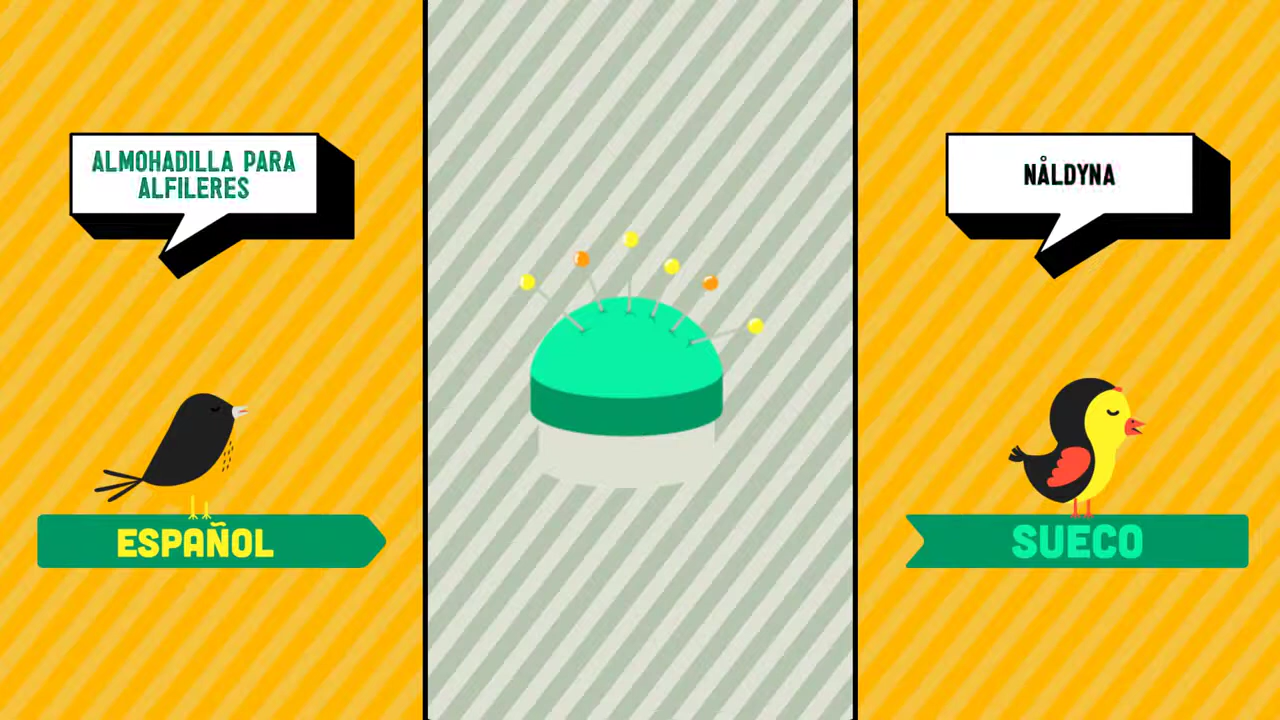 ALMOHADILLA PARA
ALFILERES
NÅLDYNA
ESPAÑOL
SUECO